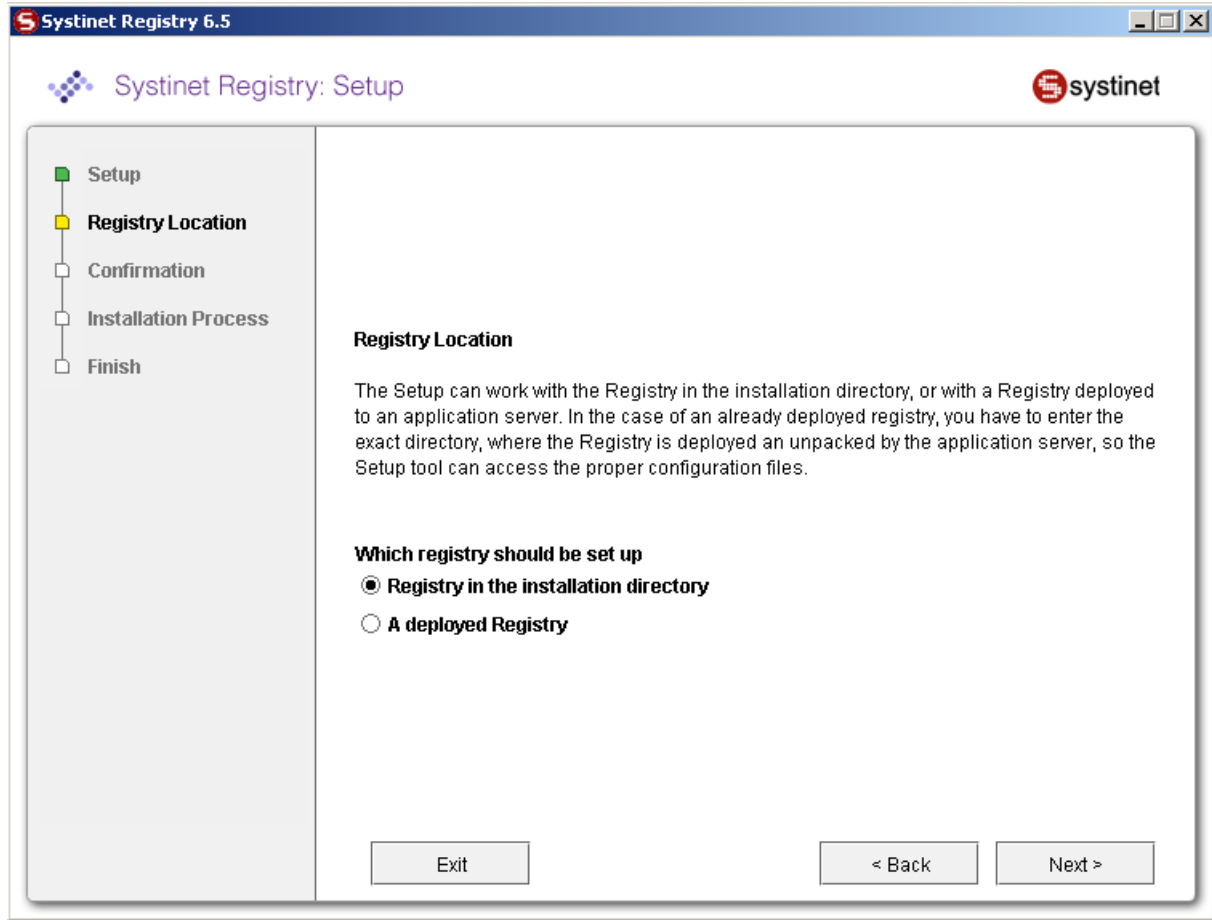 Systinet Registry 6.5
Systinet Registry: Setup
systinet
Setup
Registry Location
Confirmation
Installation Process
Finish
Registry Location
The Setup can work with the Registry in the installation directory, or with a Registry deployed
to an application server. In the case of an already deployed registry, you have to enter the
exact directory, where the Registry is deployed an unpacked by the application server, so the
Setup tool can access the proper configuration files.
Which registry should be set up
Registry in the installation directory
A deployed Registry
Exit
< Back
Next >